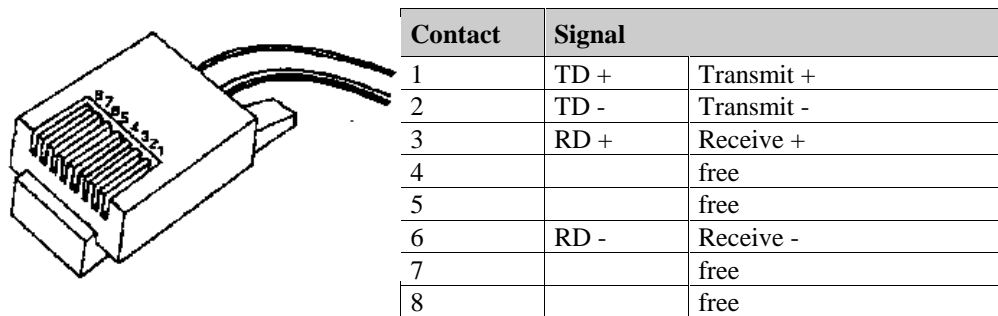 87654321
Contact Signal
1 TD + Transmit +
2 TD - Transmit -
3 RD + Receive +
4 free
5 free
6 RD - Receive -
7 free
8 free